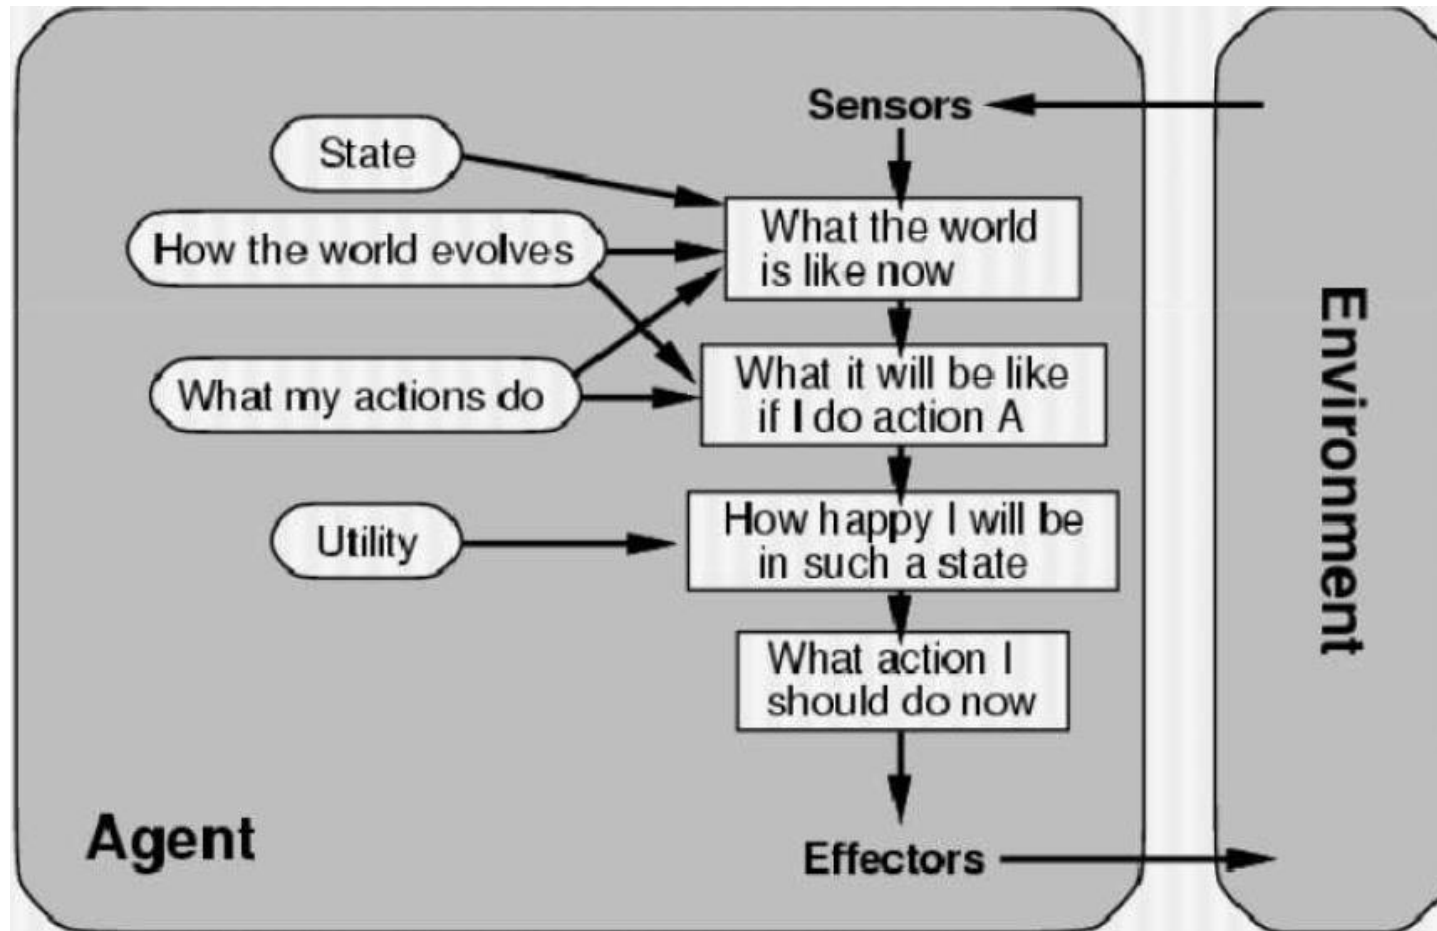 Sensors
State
What the world
is like now
How the world evolves
What it will be like
if I do action A
What my actions do
How happy I will be
in such a state
Utility
What action I
should do now
Agent
Effectors
Environment